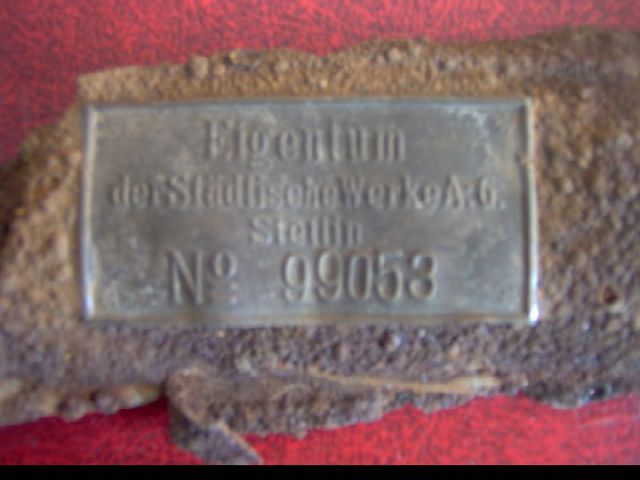 Eigentum
der Städtische Werke A.G.
Stettin
No 99053